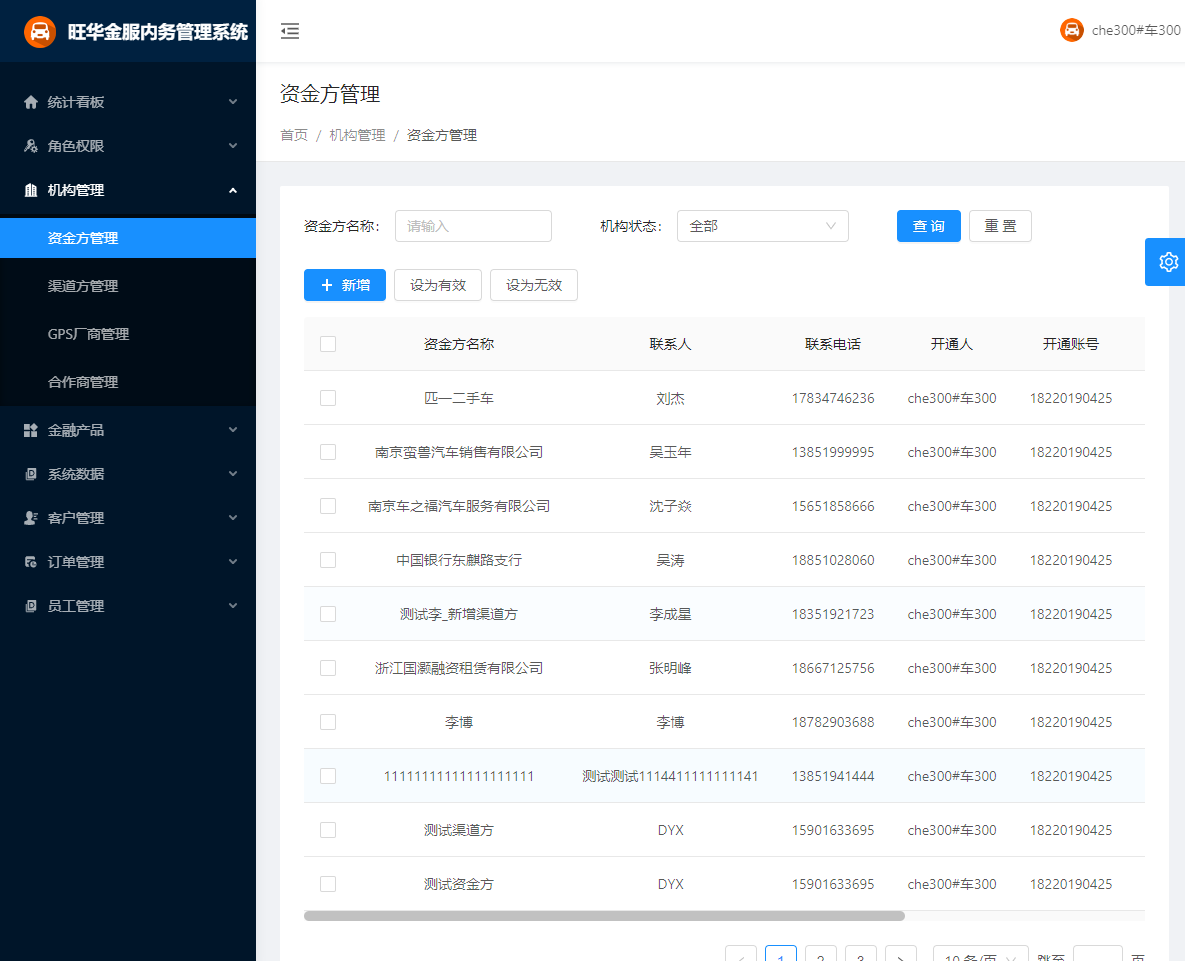 旺华金服内务管理系统
che300#车300
统计看板
角色权限
机构管理
资金方管理
渠道方管理
GPS厂商管理
合作商管理
金融产品
系统数据
客户管理
订单管理
员工管理
资金方管理
首页 / 机构管理 / 资金方管理
资金方名称: 请输入 机构状态: 全部 查 询 重 置
+ 新增 设为有效 设为无效
资金方名称 联系人 联系电话 开通人 开通账号
匹一二手车 刘杰 17834746236 che300#车300 18220190425
南京蛮兽汽车销售有限公司 吴玉年 13851999995 che300#车300 18220190425
南京车之福汽车服务有限公司 沈子焱 15651858666 che300#车300 18220190425
中国银行东麒路支行 吴涛 18851028060 che300#车300 18220190425
测试李_新增渠道方 李成星 18351921723 che300#车300 18220190425
浙江国灏融资租赁有限公司 张明峰 18667125756 che300#车300 18220190425
李博 李博 18782903688 che300#车300 18220190425
11111111111111111111 测试测试1114411111111141 13851941444 che300#车300 18220190425
测试渠道方 DYX 15901633695 che300#车300 18220190425
测试资金方 DYX 15901633695 che300#车300 18220190425
< 1 2 3 > 10 条/页 跳至 页